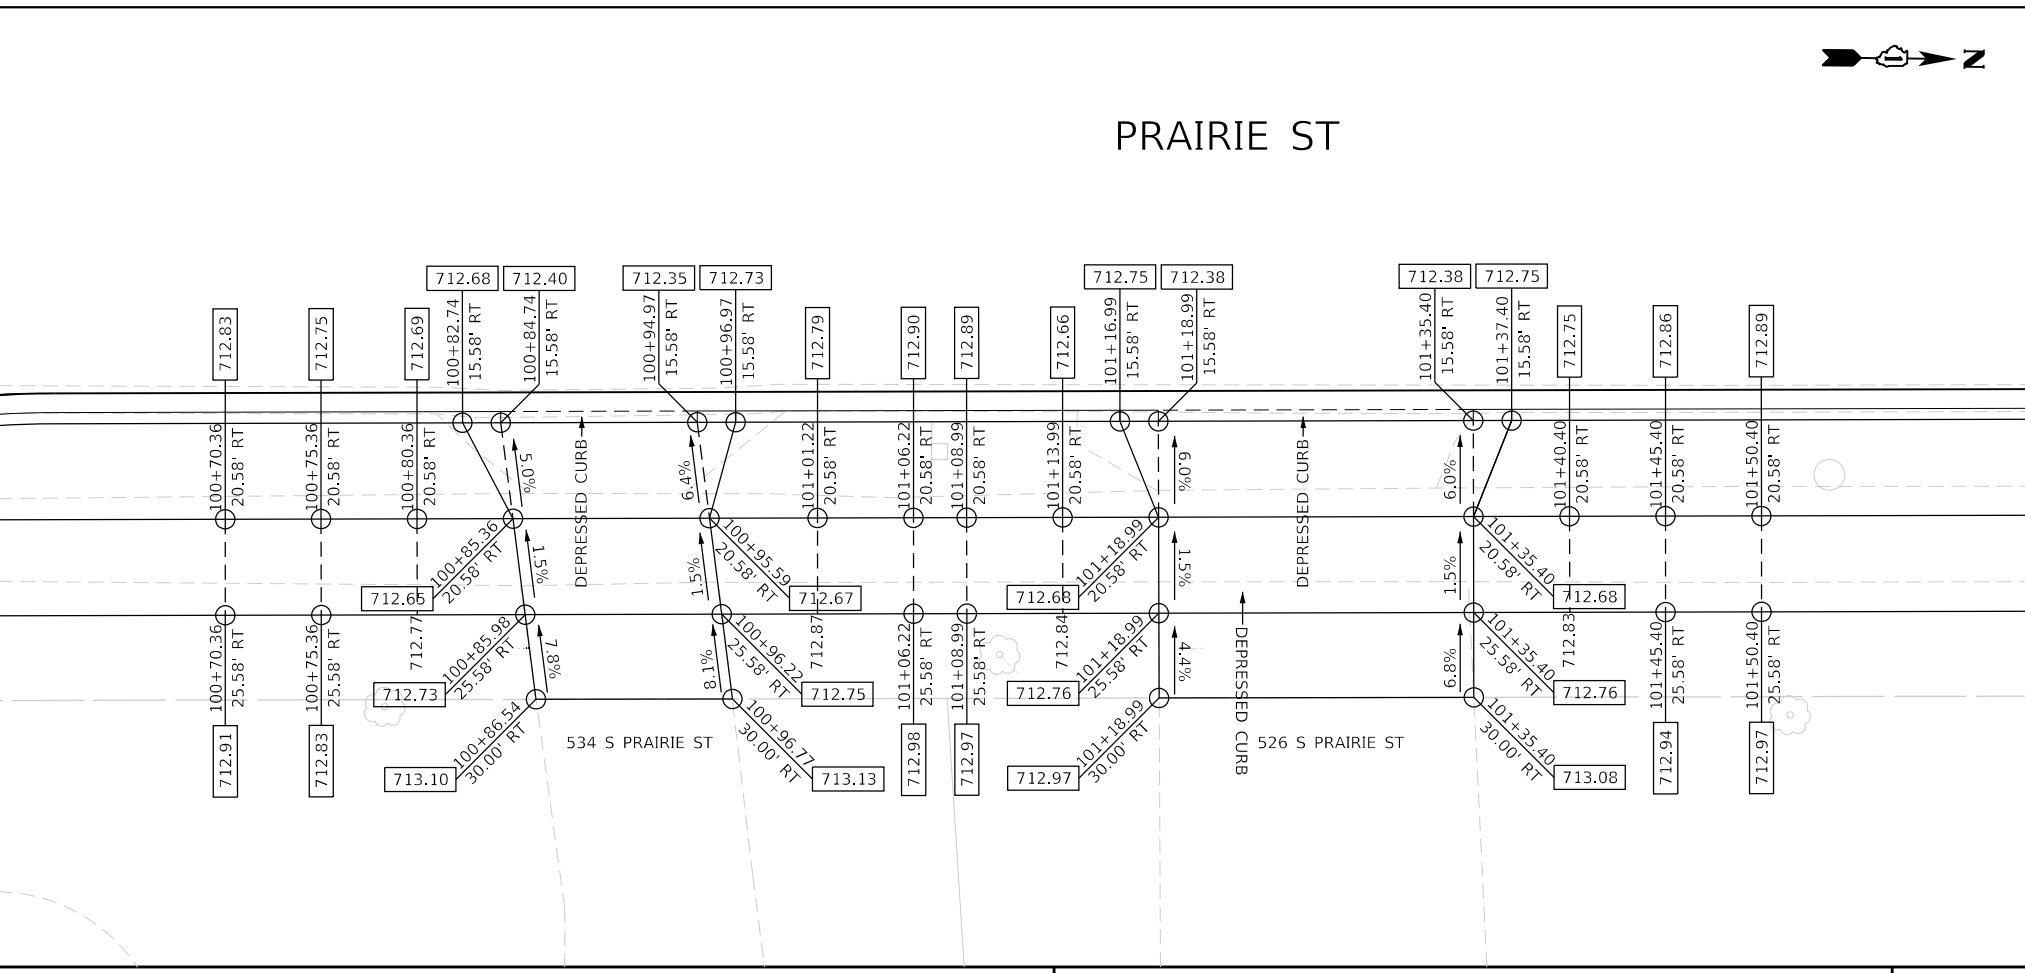 N
PRAIRIE ST
712.68
712.40
712.35
712.73
712.75
712.38
712.38
712.75
712.83
712.75
712.69
100+82.74
15.58' RT
100+84.74
15.58' RT
100+94.97
15.58' RT
100+96.97
15.58' RT
712.79
712.90
712.89
712.66
101+16.99
15.58' RT
101+18.99
15.58' RT
101+35.40
15.58' RT
101+37.40
15.58' RT
712.75
712.86
712.89
100+70.36
20.58' RT
100+75.36
20.58' RT
100+80.36
20.58' RT
5.0%
DEPRESSED CURB
6.4%
101+01.22
20.58' RT
101+06.22
20.58' RT
101+08.99
20.58' RT
101+13.99
20.58' RT
6.0%
DEPRESSED CURB
6.0%
101+40.40
20.58' RT
101+45.40
20.58' RT
101+50.40
20.58' RT
100+85.36
20.58' RT
712.65
1.5%
1.5%
100+95.59
20.58' RT
712.67
101+18.99
20.58' RT
712.68
1.5%
1.5%
101+35.40
20.58' RT
712.68
100+70.36
25.58' RT
100+75.36
25.58' RT
712.77
100+85.98
25.58' RT
712.73
7.8%
8.1%
100+96.22
25.58' RT
712.75
712.87
101+06.22
25.58' RT
101+08.99
25.58' RT
712.84
101+18.99
25.58' RT
712.76
4.4%
DEPRESSED CURB
6.8%
101+35.40
25.58' RT
712.76
712.83
101+45.40
25.58' RT
101+50.40
25.58' RT
712.91
712.83
100+86.54
30.00' RT
713.10
534 S PRAIRIE ST
100+96.77
30.00' RT
713.13
712.98
712.97
101+18.99
30.00' RT
712.97
526 S PRAIRIE ST
101+35.40
30.00' RT
713.08
712.94
712.97